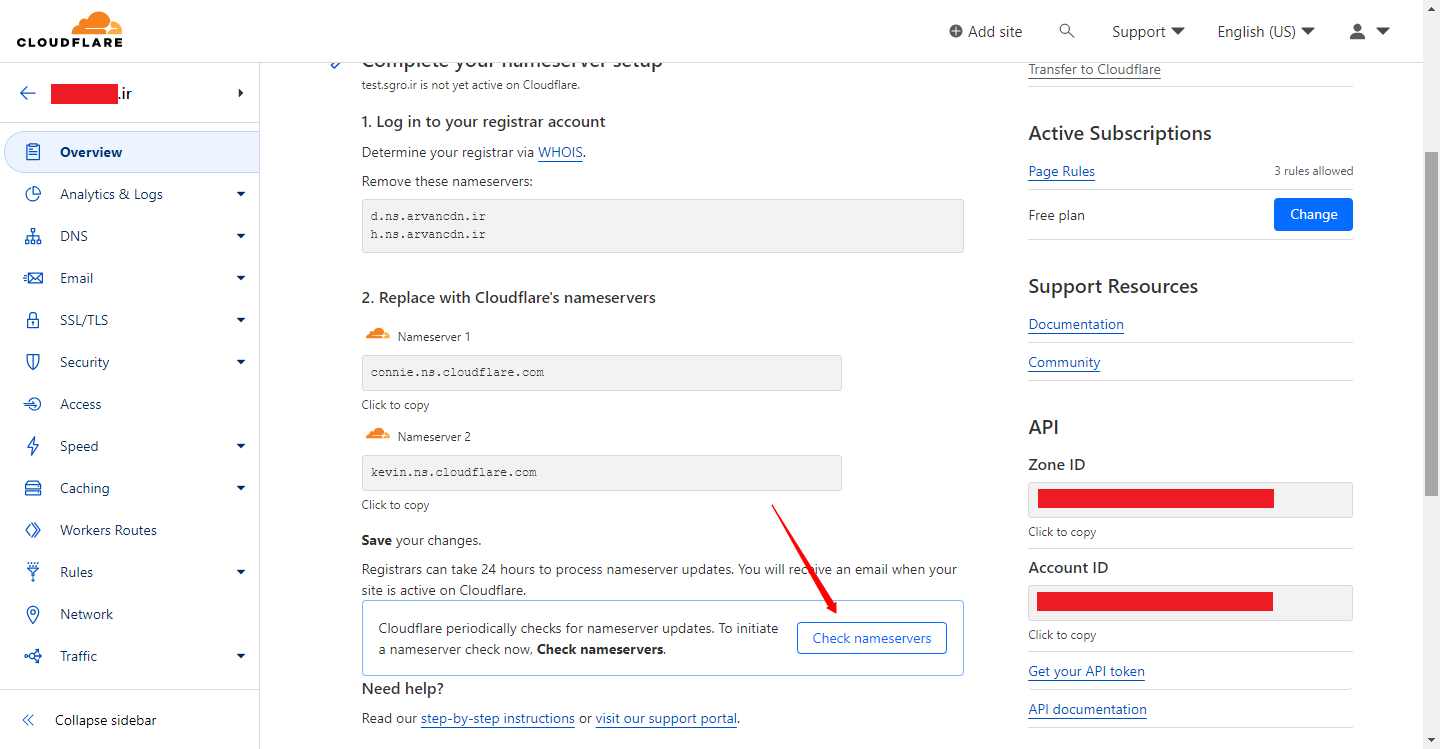 CLOUDFLARE
Add site
Support
English (US)
.ir
Overview
Analytics & Logs
DNS
Email
SSL/TLS
Security
Access
Speed
Caching
Workers Routes
Rules
Network
Traffic
Collapse sidebar
Complete your nameserver setup
test.sgro.ir is not yet active on Cloudflare.
1. Log in to your registrar account
Determine your registrar via WHOIS.
Remove these nameservers:
d.ns.arvancdn.ir
h.ns.arvancdn.ir
2. Replace with Cloudflare's nameservers
Nameserver 1
connie.ns.cloudflare.com
Click to copy
Nameserver 2
kevin.ns.cloudflare.com
Click to copy
Save your changes.
Registrars can take 24 hours to process nameserver updates. You will receive an email when your
site is active on Cloudflare.
Cloudflare periodically checks for nameserver updates. To initiate
a nameserver check now, Check nameservers.
Check nameservers
Need help?
Read our step-by-step instructions or visit our support portal.
Transfer to Cloudflare
Active Subscriptions
Page Rules
3 rules allowed
Free plan
Change
Support Resources
Documentation
Community
API
Zone ID
Click to copy
Account ID
Click to copy
Get your API token
API documentation